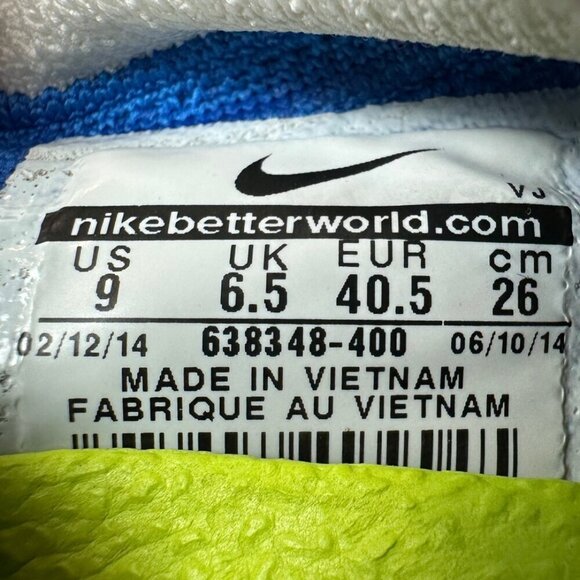 VJ
nikebetterworld.com
US UK EUR cm
9 6.5 40.5 26
02/12/14 638348-400 06/10/14
MADE IN VIETNAM
FABRIQUE AU VIETNAM